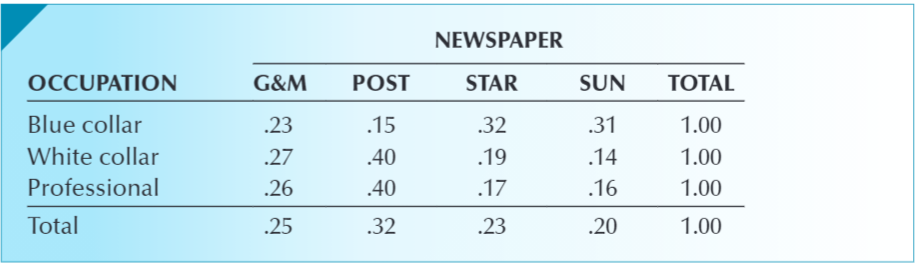 NEWSPAPER
OCCUPATION G&M POST STAR SUN TOTAL
Blue collar .23 .15 .32 .31 1.00
White collar .27 .40 .19 .14 1.00
Professional .26 .40 .17 .16 1.00
Total .25 .32 .23 .20 1.00